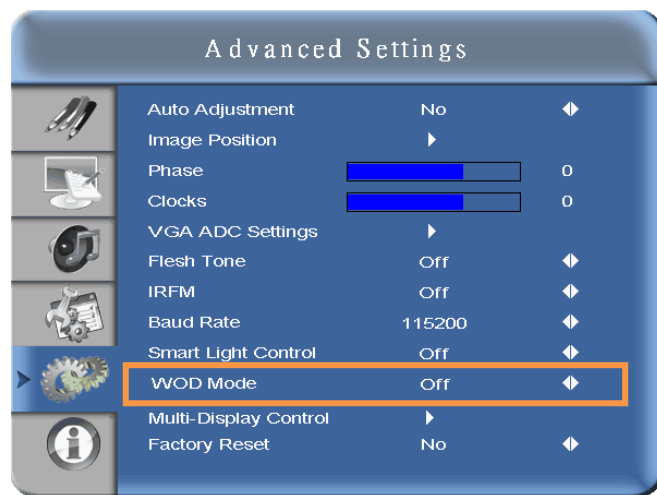 Advanced Settings
Auto Adjustment No
Image Position
Phase 0
Clocks 0
VGA ADC Settings
Flesh Tone Off
IRFM Off
Baud Rate 115200
Smart Light Control Off
WOD Mode Off
Multi-Display Control
Factory Reset No